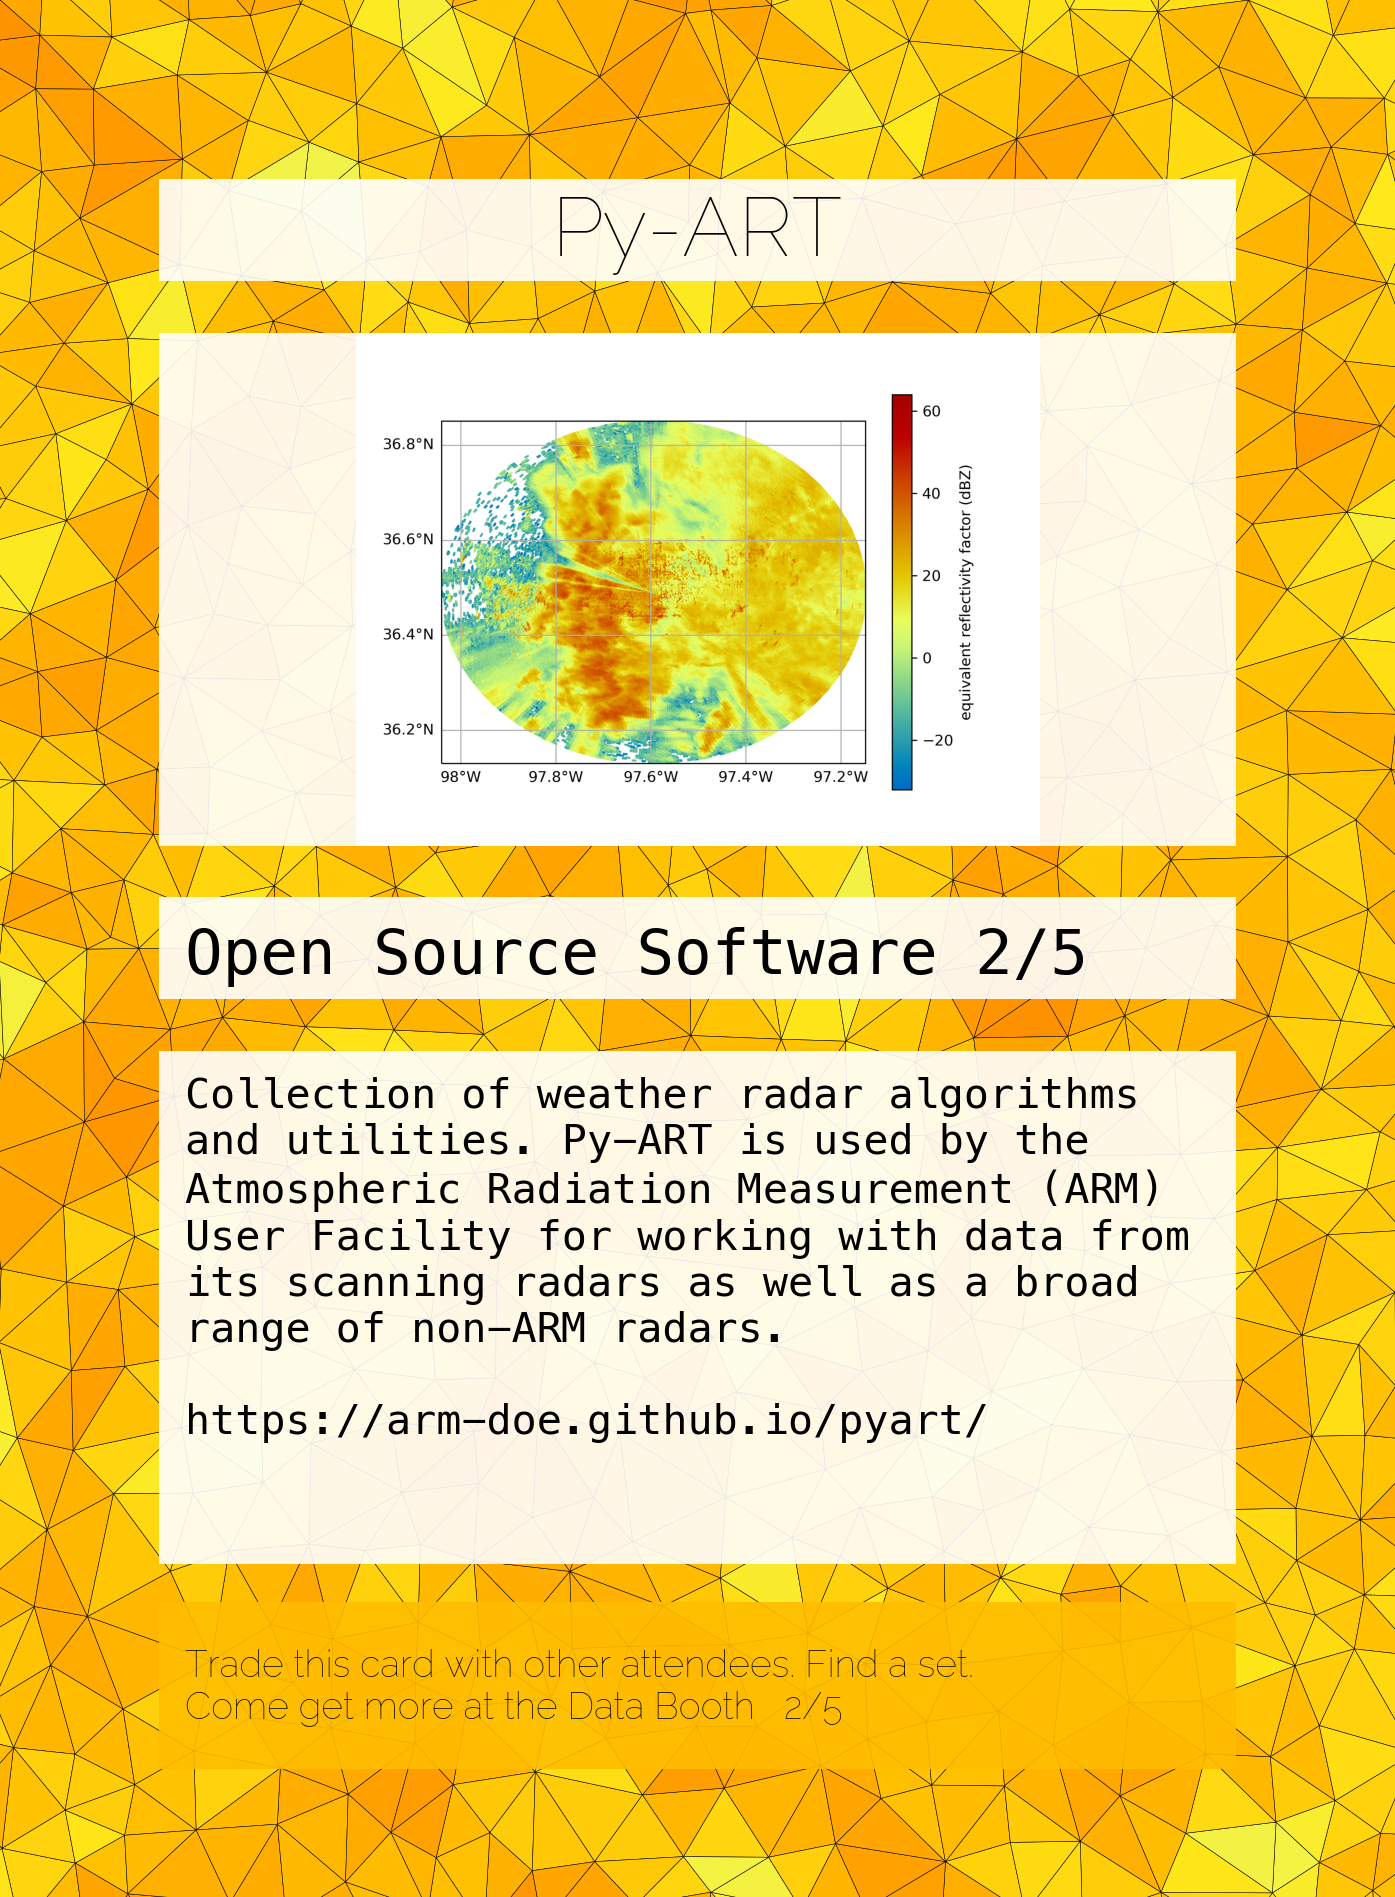 Py-ART
60
36.8°N
40
36.6°N
20
36.4°N
0
36.2°N
−20
98°W 97.8°W 97.6°W 97.4°W 97.2°W
equivalent reflectivity factor (dBZ)
Open Source Software 2/5
Collection of weather radar algorithms
and utilities. Py-ART is used by the
Atmospheric Radiation Measurement (ARM)
User Facility for working with data from
its scanning radars as well as a broad
range of non-ARM radars.
https://arm-doe.github.io/pyart/
Trade this card with other attendees. Find a set.
Come get more at the Data Booth 2/5